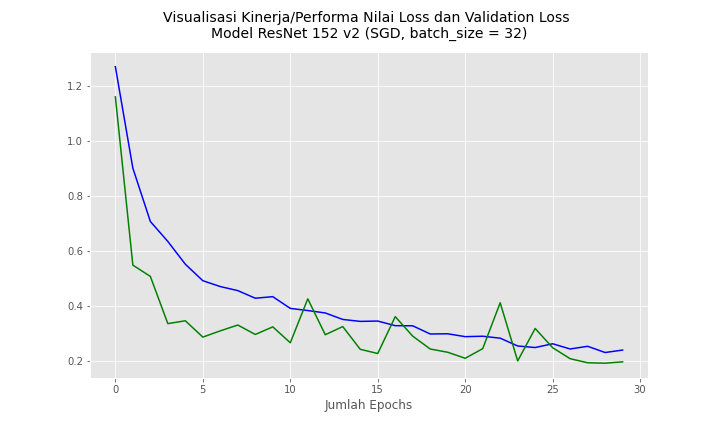 Visualisasi Kinerja/Performa Nilai Loss dan Validation Loss
Model ResNet 152 v2 (SGD, batch_size = 32)
1.2
1.0
0.8
0.6
0.4
0.2
0 5 10 15 20 25 30
Jumlah Epochs